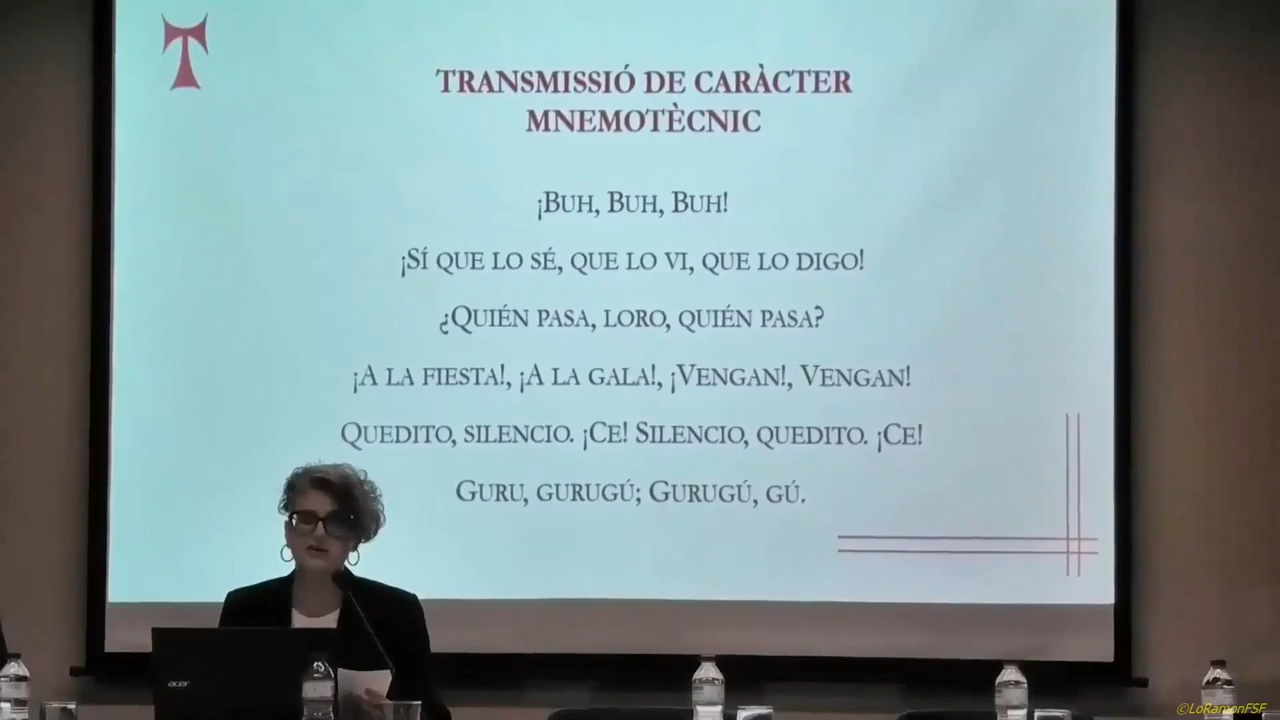 TRANSMISSIÓ DE CARÀCTER
MNEMOTÈCNIC
¡BUH, BUH, BUH!
¡SÍ QUE LO SÉ, QUE LO VI, QUE LO DIGO!
¿QUIÉN PASA, LORO, QUIÉN PASA?
¡A LA FIESTA!, ¡A LA GALA!, ¡VENGAN!, VENGAN!
QUEDITO, SILENCIO. ¡CE! SILENCIO, QUEDITO. ¡CE!
GURU, GURUGÚ; GURUGÚ, GÚ.
acer
©LoRamonFSF